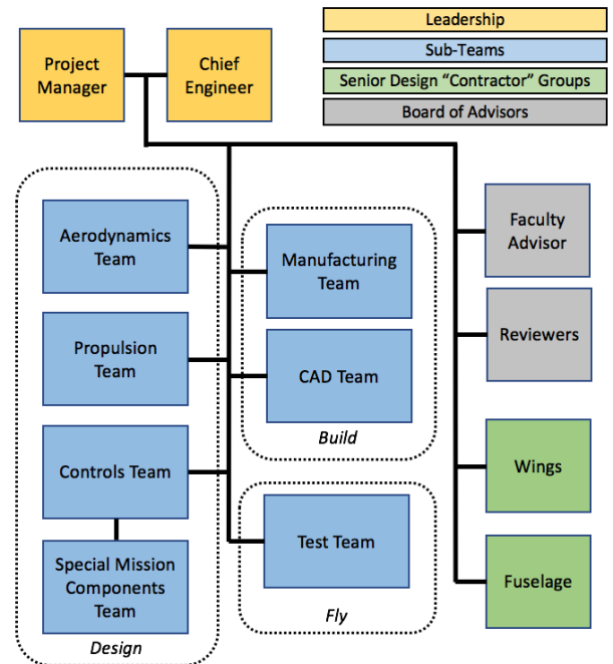 Project
Manager
Chief
Engineer
Leadership
Sub-Teams
Senior Design “Contractor” Groups
Board of Advisors
Aerodynamics
Team
Propulsion
Team
Controls Team
Special Mission
Components
Team
Design
Manufacturing
Team
CAD Team
Build
Test Team
Fly
Faculty
Advisor
Reviewers
Wings
Fuselage